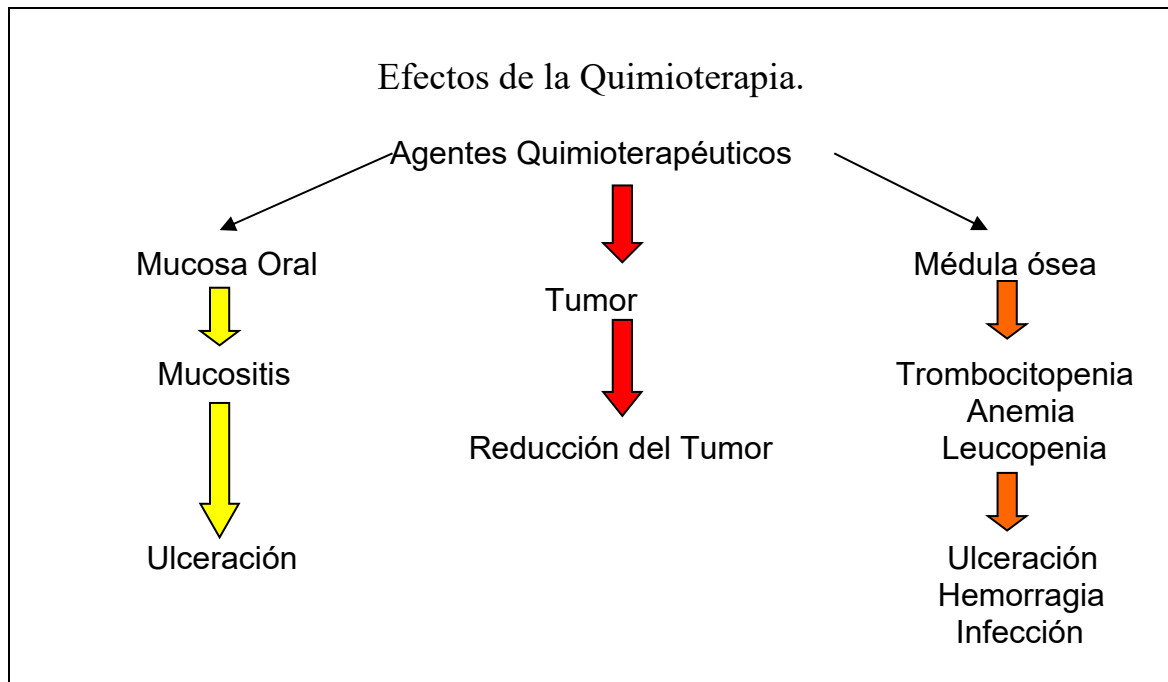 Efectos de la Quimioterapia.
Agentes Quimioterapéuticos
Mucosa Oral
Mucositis
Ulceración
Tumor
Reducción del Tumor
Médula ósea
Trombocitopenia
Anemia
Leucopenia
Ulceración
Hemorragia
Infección